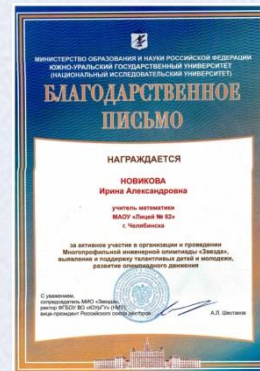 МИНИСТЕРСТВО ОБРАЗОВАНИЯ И НАУКИ РОССИЙСКОЙ ФЕДЕРАЦИИ
ЮЖНО-УРАЛЬСКИЙ ГОСУДАРСТВЕННЫЙ УНИВЕРСИТЕТ
(НАЦИОНАЛЬНЫЙ ИССЛЕДОВАТЕЛЬСКИЙ УНИВЕРСИТЕТ)
БЛАГОДАРСТВЕННОЕ
ПИСЬМО
НАГРАЖДАЕТСЯ
НОВИКОВА
Ирина Александровна
учитель математики
МАОУ «Лицей № 82»
г. Челябинска
за активное участие в организации и проведении
Многопрофильной инженерной олимпиады «Звезда»,
выявление и поддержку талантливых детей и молодежи,
развитие олимпиадного движения
С уважением,
сопредседатель МИО «Звезда»,
ректор ФГБОУ ВО «ЮУрГУ» (НИУ),
вице-президент Российского союза ректоров
А.Л. Шестаков